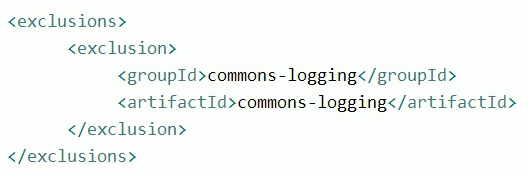 <exclusions>
<exclusion>
<groupId>commons-logging</groupId>
<artifactId>commons-logging</artifactId>
</exclusion>
</exclusions>